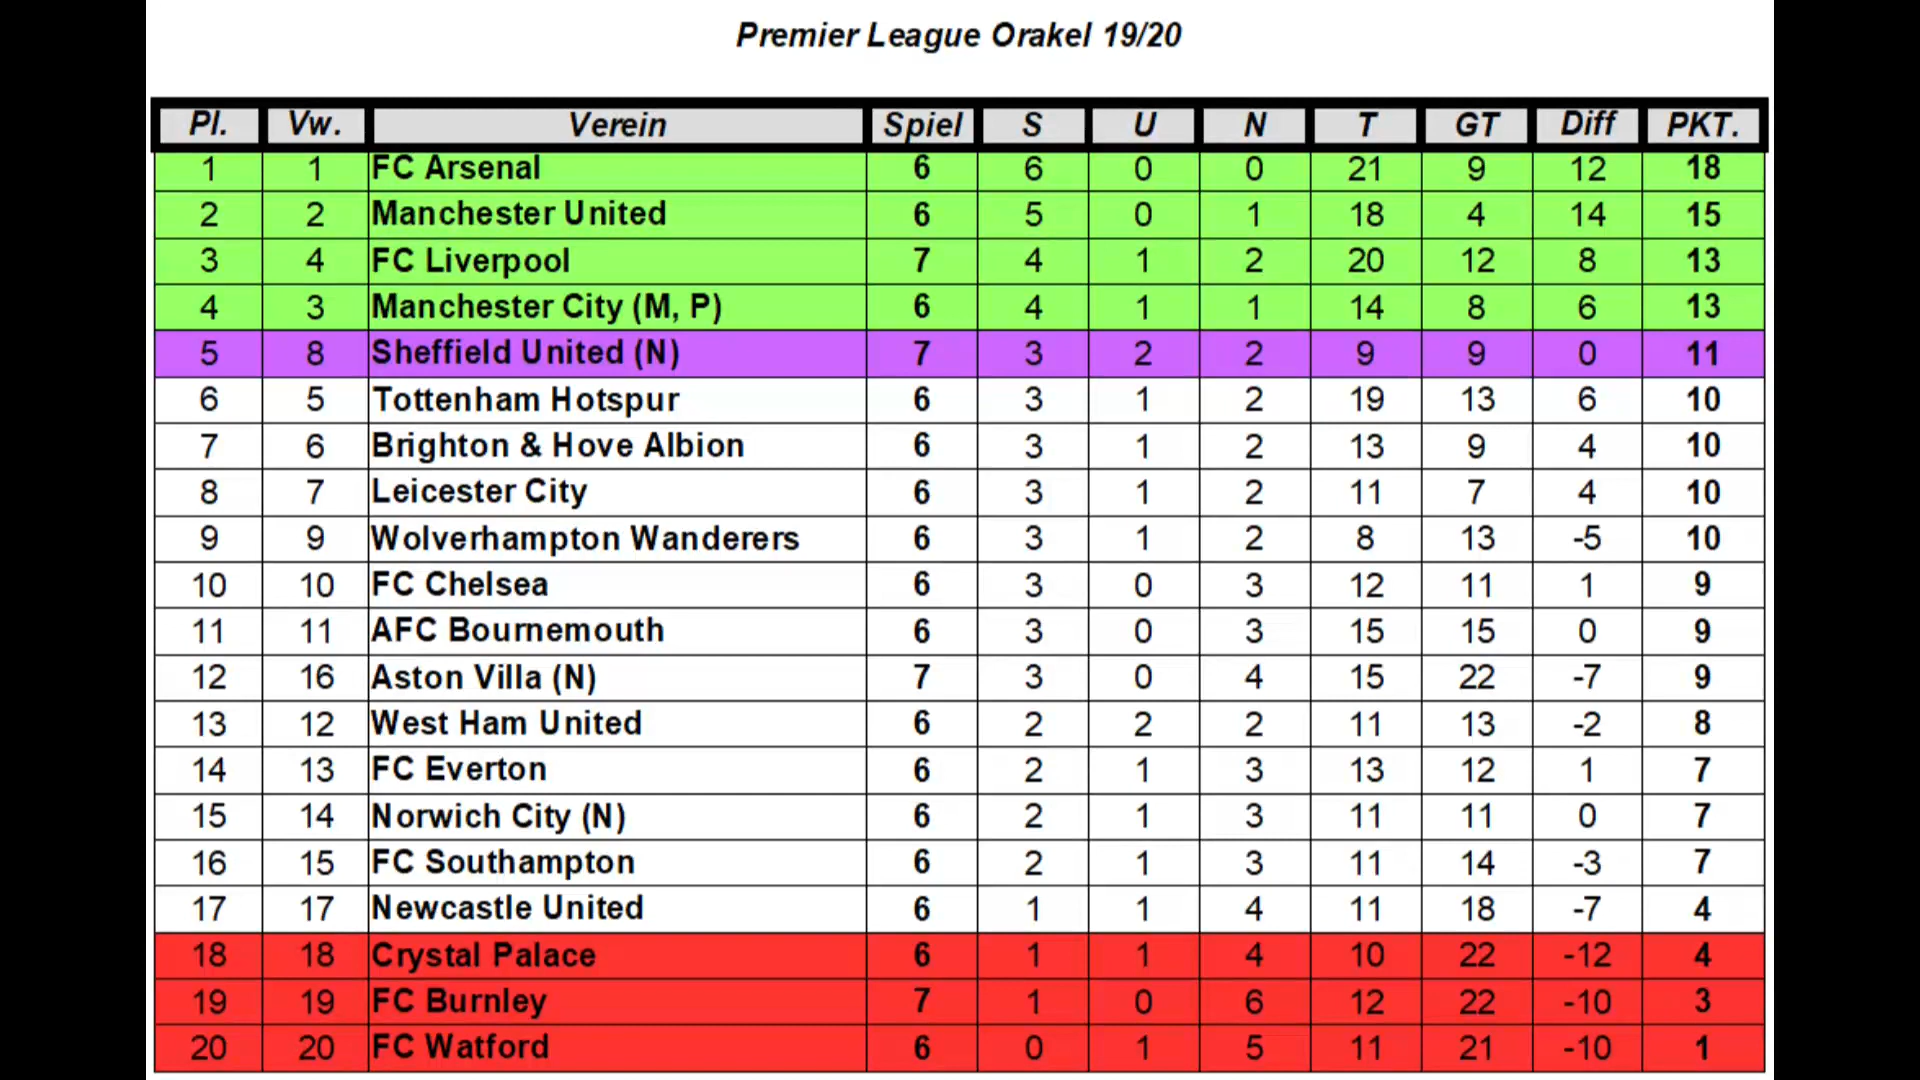 Premier League Orakel 19/20
Pl. Vw. Verein Spiel S U N T GT Diff PKT.
1 1 FC Arsenal 6 6 0 0 21 9 12 18
2 2 Manchester United 6 5 0 1 18 4 14 15
3 4 FC Liverpool 7 4 1 2 20 12 8 13
4 3 Manchester City (M, P) 6 4 1 1 14 8 6 13
5 8 Sheffield United (N) 7 3 2 2 9 9 0 11
6 5 Tottenham Hotspur 6 3 1 2 19 13 6 10
7 6 Brighton & Hove Albion 6 3 1 2 13 9 4 10
8 7 Leicester City 6 3 1 2 11 7 4 10
9 9 Wolverhampton Wanderers 6 3 1 2 8 13 -5 10
10 10 FC Chelsea 6 3 0 3 12 11 1 9
11 11 AFC Bournemouth 6 3 0 3 15 15 0 9
12 16 Aston Villa (N) 7 3 0 4 15 22 -7 9
13 12 West Ham United 6 2 2 2 11 13 -2 8
14 13 FC Everton 6 2 1 3 13 12 1 7
15 14 Norwich City (N) 6 2 1 3 11 11 0 7
16 15 FC Southampton 6 2 1 3 11 14 -3 7
17 17 Newcastle United 6 1 1 4 11 18 -7 4
18 18 Crystal Palace 6 1 1 4 10 22 -12 4
19 19 FC Burnley 7 1 0 6 12 22 -10 3
20 20 FC Watford 6 0 1 5 11 21 -10 1